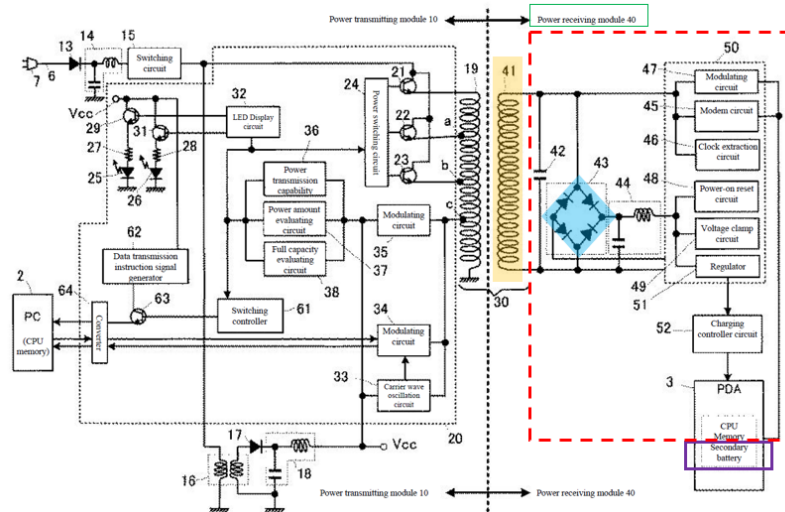 Power transmitting module 10
Power receiving module 40
13
14
15
Switching circuit
7
6
Vcc
29
31
27
28
25
26
32
LED Display circuit
24
Power switching circuit
21
22
23
19
a
b
c
41
30
36
Power transmission capability
Power amount evaluating circuit
37
Full capacity evaluating circuit
38
Modulating circuit
35
62
Data transmission instruction signal generator
63
64
Converter
2
PC
(CPU memory)
Switching controller
61
34
Modulating circuit
33
Carrier wave oscillation circuit
20
16
17
18
Vcc
42
43
44
50
47
Modulating circuit
45
Modem circuit
46
Clock extraction circuit
48
Power-on reset circuit
Voltage clamp circuit
49
Regulator
51
52
Charging controller circuit
3
PDA
CPU Memory
Secondary battery
Power transmitting module 10
Power receiving module 40